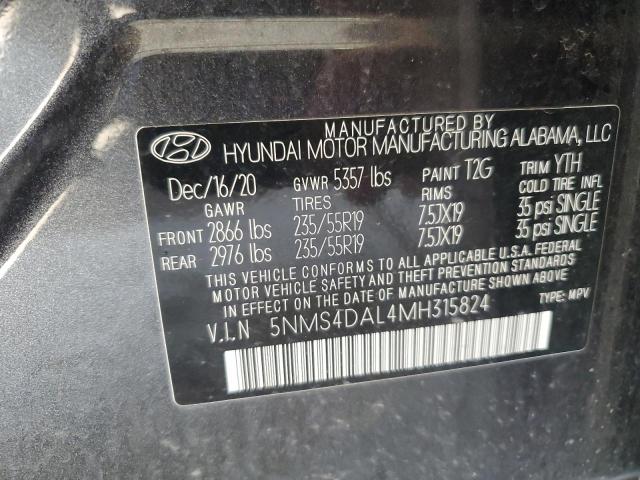 MANUFACTURED BY
HYUNDAI MOTOR MANUFACTURING ALABAMA, LLC
Dec/16/20 GVWR 5357 lbs PAINT T2G TRIM YTH
GAWR TIRES RIMS COLD TIRE INFL
FRONT 2866 lbs 235/55R19 7.5JX19 35 psi SINGLE
REAR 2976 lbs 235/55R19 7.5JX19 35 psi SINGLE
THIS VEHICLE CONFORMS TO ALL APPLICABLE U.S.A. FEDERAL
MOTOR VEHICLE SAFETY AND THEFT PREVENTION STANDARDS
IN EFFECT ON THE DATE OF MANUFACTURE SHOWN ABOVE.
V.I.N 5NMS4DAL4MH315824 TYPE: MPV